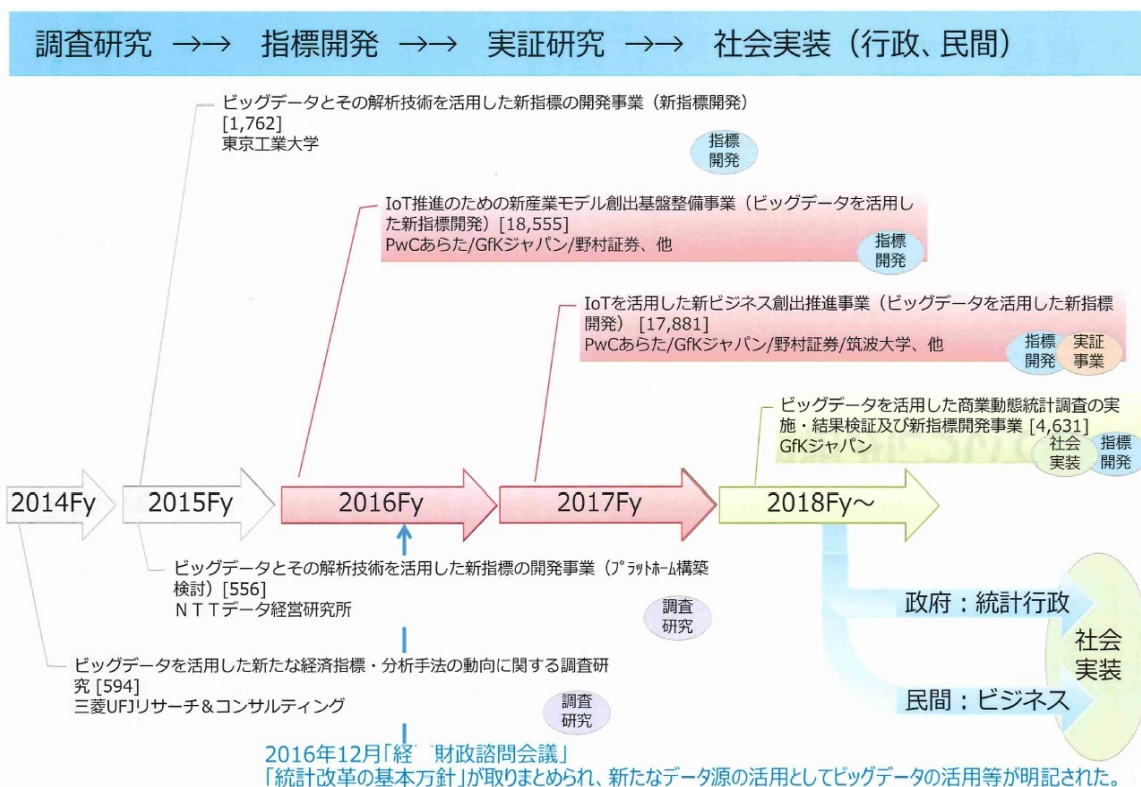 調査研究 →→ 指標開発 →→ 実証研究 →→ 社会実装（行政、民間）
ビッグデータとその解析技術を活用した新指標の開発事業（新指標開発）
[1,762]
東京工業大学
指標
開発
IoT推進のための新産業モデル創出基盤整備事業（ビッグデータを活用し
た新指標開発）[18,555]
PwCあらた/GfKジャパン/野村証券、他
指標
開発
IoTを活用した新ビジネス創出推進事業（ビッグデータを活用した新指標
開発） [17,881]
PwCあらた/GfKジャパン/野村証券/筑波大学、他
指標
開発
実証
事業
ビッグデータを活用した商業動態統計調査の実
施・結果検証及び新指標開発事業 [4,631]
GfKジャパン
社会
実装
指標
開発
2014Fy
2015Fy
2016Fy
2017Fy
2018Fy～
ビッグデータとその解析技術を活用した新指標の開発事業（ﾌﾟﾗｯﾄﾎｰﾑ構築
検討）[556]
ＮＴＴデータ経営研究所
調査
研究
政府：統計行政
民間：ビジネス
社会
実装
ビッグデータを活用した新たな経済指標・分析手法の動向に関する調査研
究 [594]
三菱UFJリサーチ＆コンサルティング
調査
研究
2016年12月「経 財政諮問会議」
「統計改革の基本方針」が取りまとめられ、新たなデータ源の活用としてビッグデータの活用等が明記された。